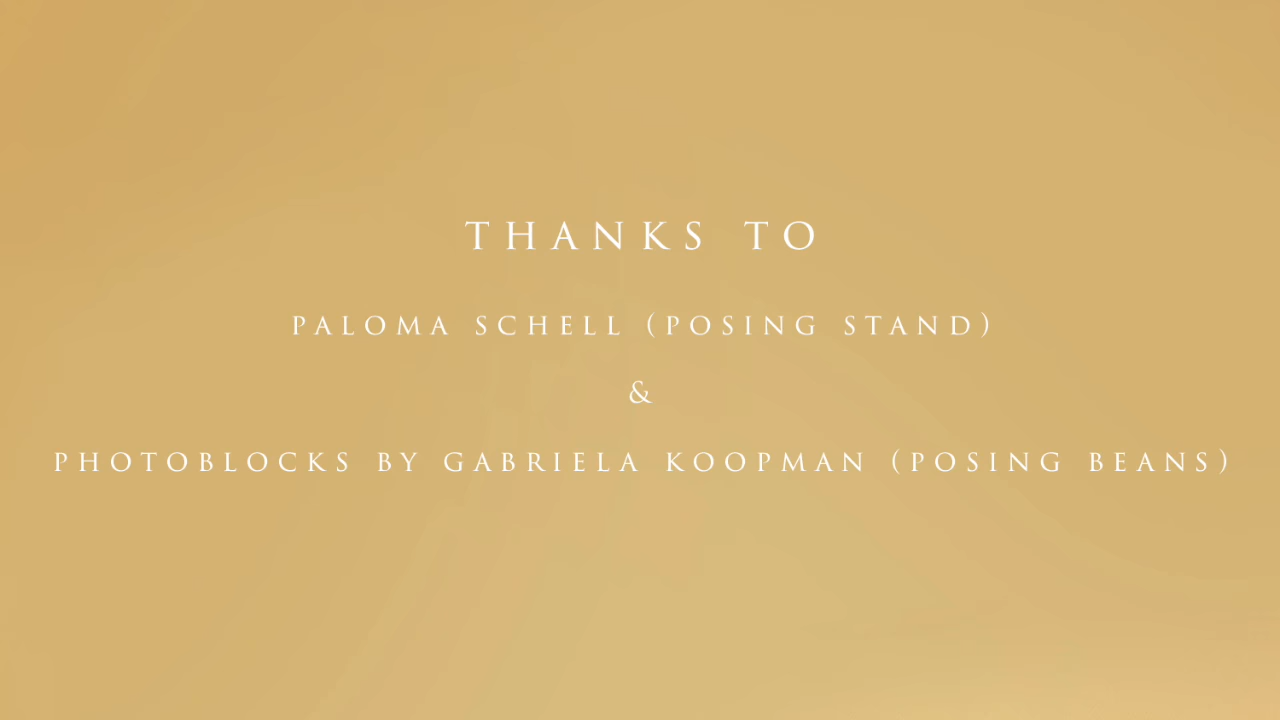 THANKS TO
PALOMA SCHELL (POSING STAND)
&
PHOTOBLOCKS BY GABRIELA KOOPMAN (POSING BEANS)